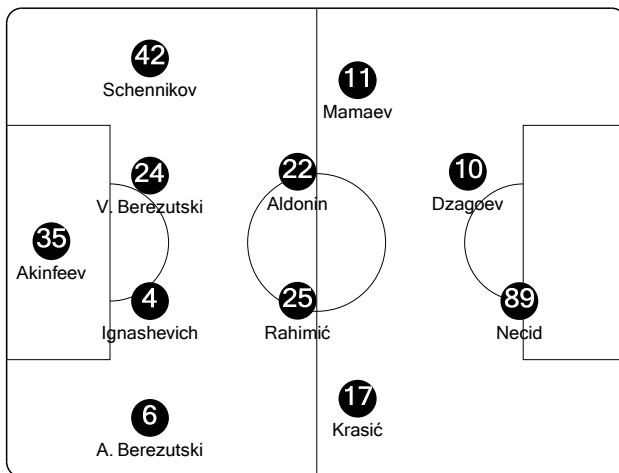 42
Schennikov
11
Mamaev
24
V. Berezutski
22
Aldonin
10
Dzagoev
35
Akinfeev
4
Ignashevich
25
Rahimić
89
Necid
6
A. Berezutski
17
Krasić